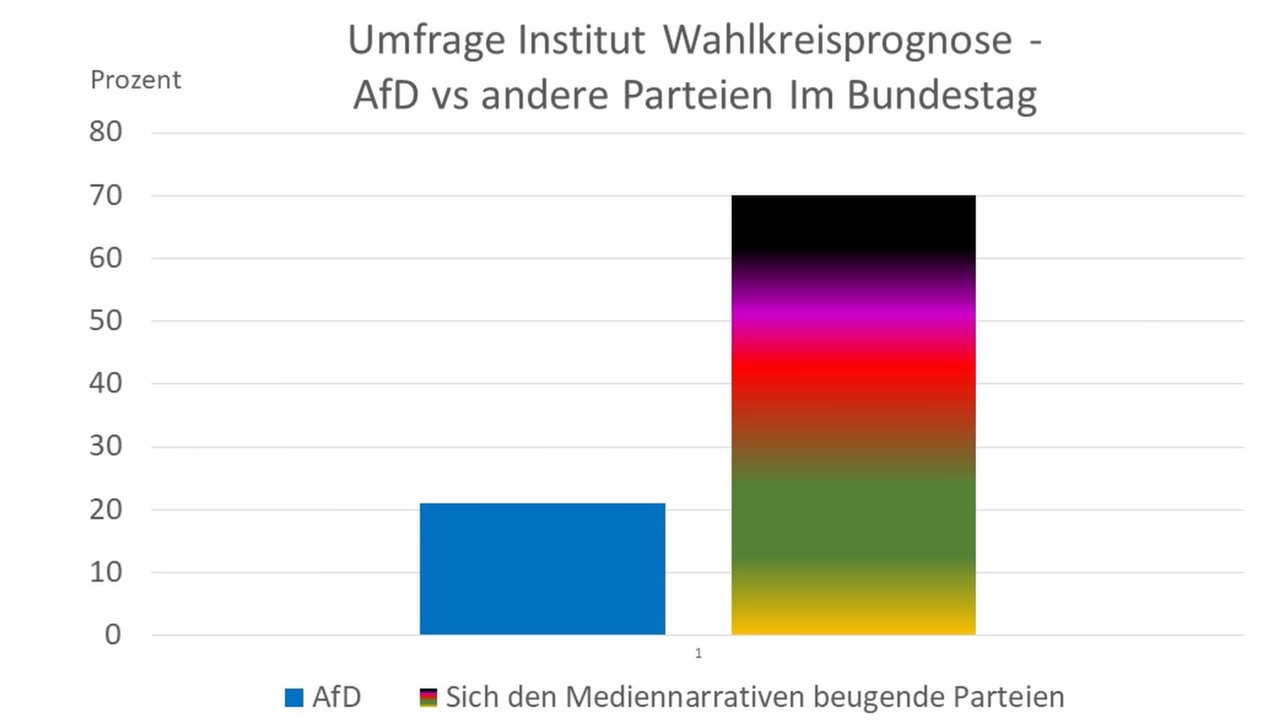 Umfrage Institut Wahlkreisprognose -
AfD vs andere Parteien Im Bundestag
Prozent
80
70
60
50
40
30
20
10
0
1
AfD
Sich den Mediennarrativen beugende Parteien